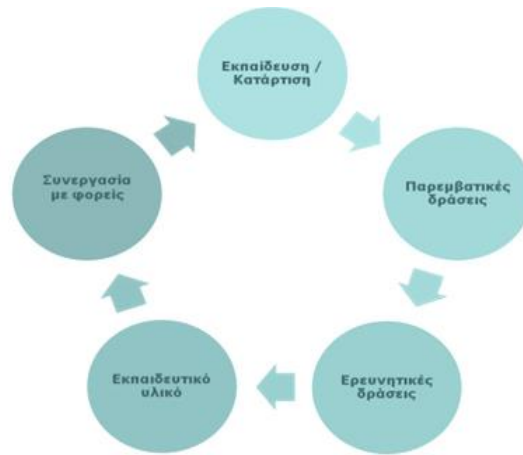 Εκπαίδευση /
Κατάρτιση
Παρεμβατικές
δράσεις
Ερευνητικές
δράσεις
Εκπαιδευτικό
υλικό
Συνεργασία
με φορείς